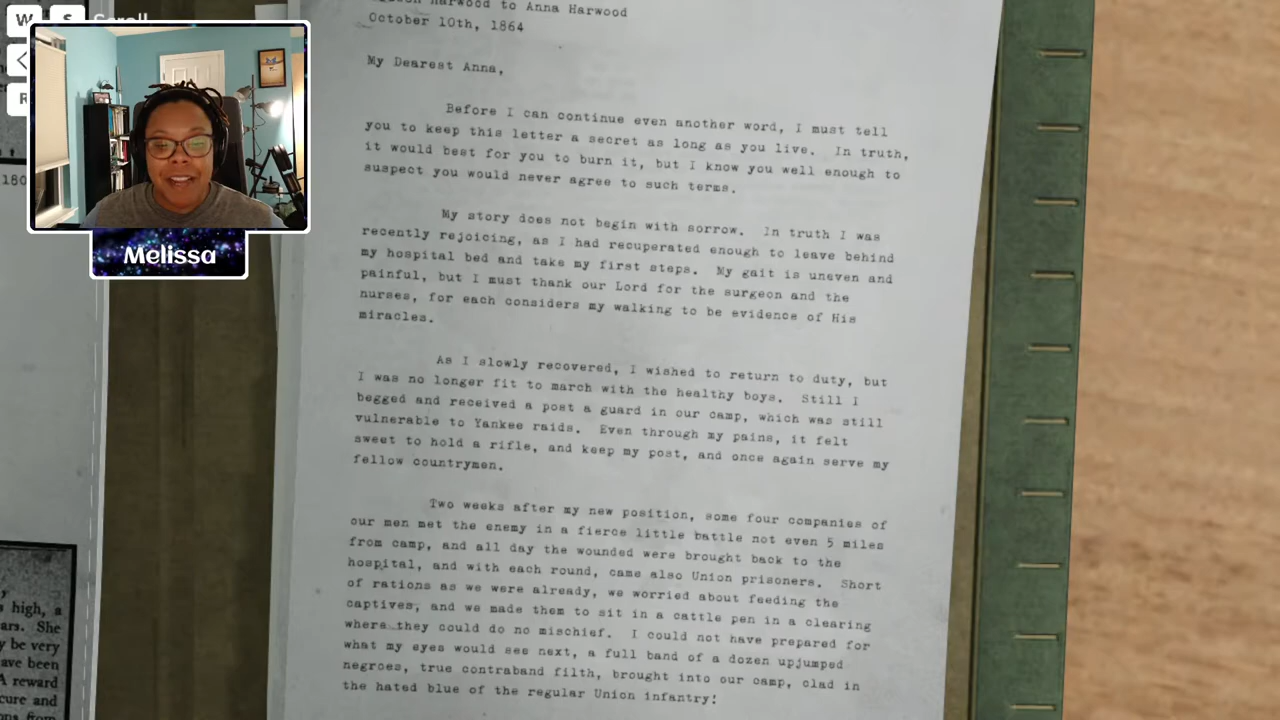 W S Scroll
R
Melissa
180
Harwood to Anna Harwood
October 10th, 1864
My Dearest Anna,
Before I can continue even another word, I must tell
you to keep this letter a secret as long as you live. In truth,
it would best for you to burn it, but I know you well enough to
suspect you would never agree to such terms.
My story does not begin with sorrow. In truth I was
recently rejoicing, as I had recuperated enough to leave behind
my hospital bed and take my first steps. My gait is uneven and
painful, but I must thank our Lord for the surgeon and the
nurses, for each considers my walking to be evidence of His
miracles.
As I slowly recovered, I wished to return to duty, but
I was no longer fit to march with the healthy boys. Still I
begged and received a post a guard in our camp, which was still
vulnerable to Yankee raids. Even through my pains, it felt
sweet to hold a rifle, and keep my post, and once again serve my
fellow countrymen.
Two weeks after my new position, some four companies of
our men met the enemy in a fierce little battle not even 5 miles
from camp, and all day the wounded were brought back to the
hospital, and with each round, came also Union prisoners. Short
of rations as we were already, we worried about feeding the
captives, and we made them to sit in a cattle pen in a clearing
where they could do no mischief. I could not have prepared for
what my eyes would see next, a full band of a dozen upjumped
negroes, true contraband filth, brought into our camp, clad in
the hated blue of the regular Union infantry!
s high, a
ars. She
y be very
ave been
A reward
cure and
ons from